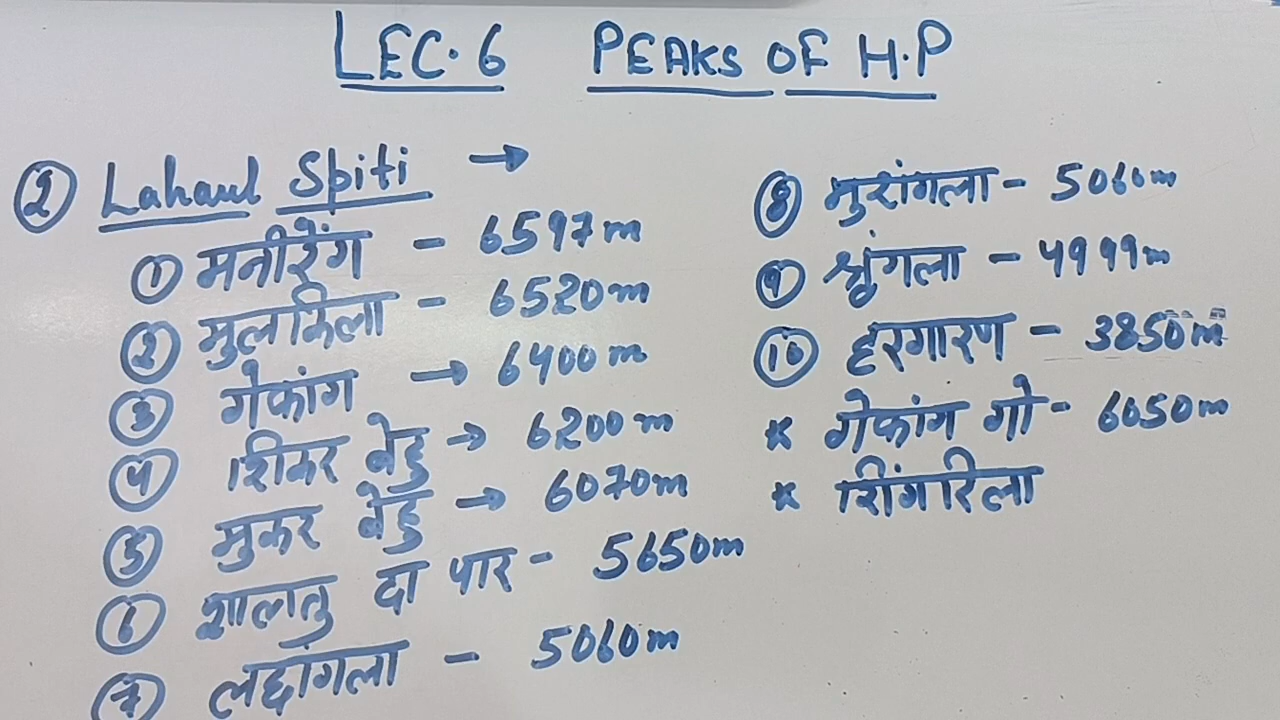 LEC. 6 PEAKS OF H.P
② Lahaul Spiti →
① मनीरेंग - 6597m
② मुलकिला - 6520m
③ गेफांग → 6400m
④ शिकर बेहु → 6200m
⑤ मुकर बेहु → 6070m
⑥ शालतु दा पार - 5650m
⑦ लद्दांगला - 5060m
⑧ मुरांगला - 5060m
⑨ श्रृंगला - 4999m
⑩ हरगारण - 3850m
* गेफांग गो - 6050m
* शिंगरिला